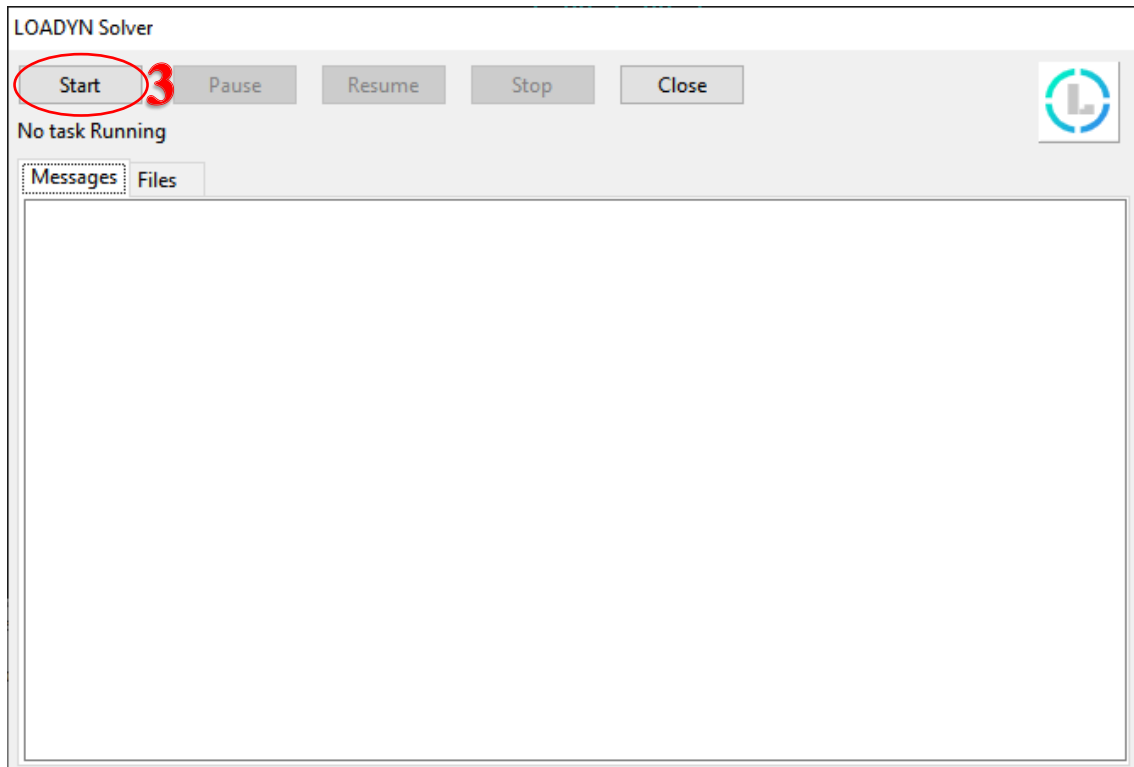 LOADYN Solver
Start 3 Pause Resume Stop Close
L
No task Running
Messages Files